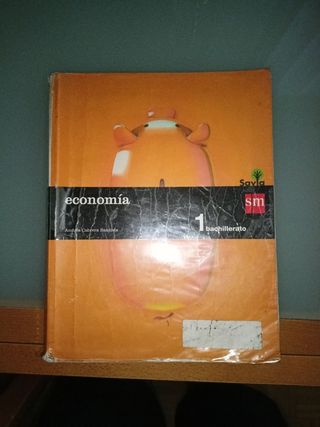 Savia
economía
sm
Andrés Cabrera Bautista
1 bachillerato